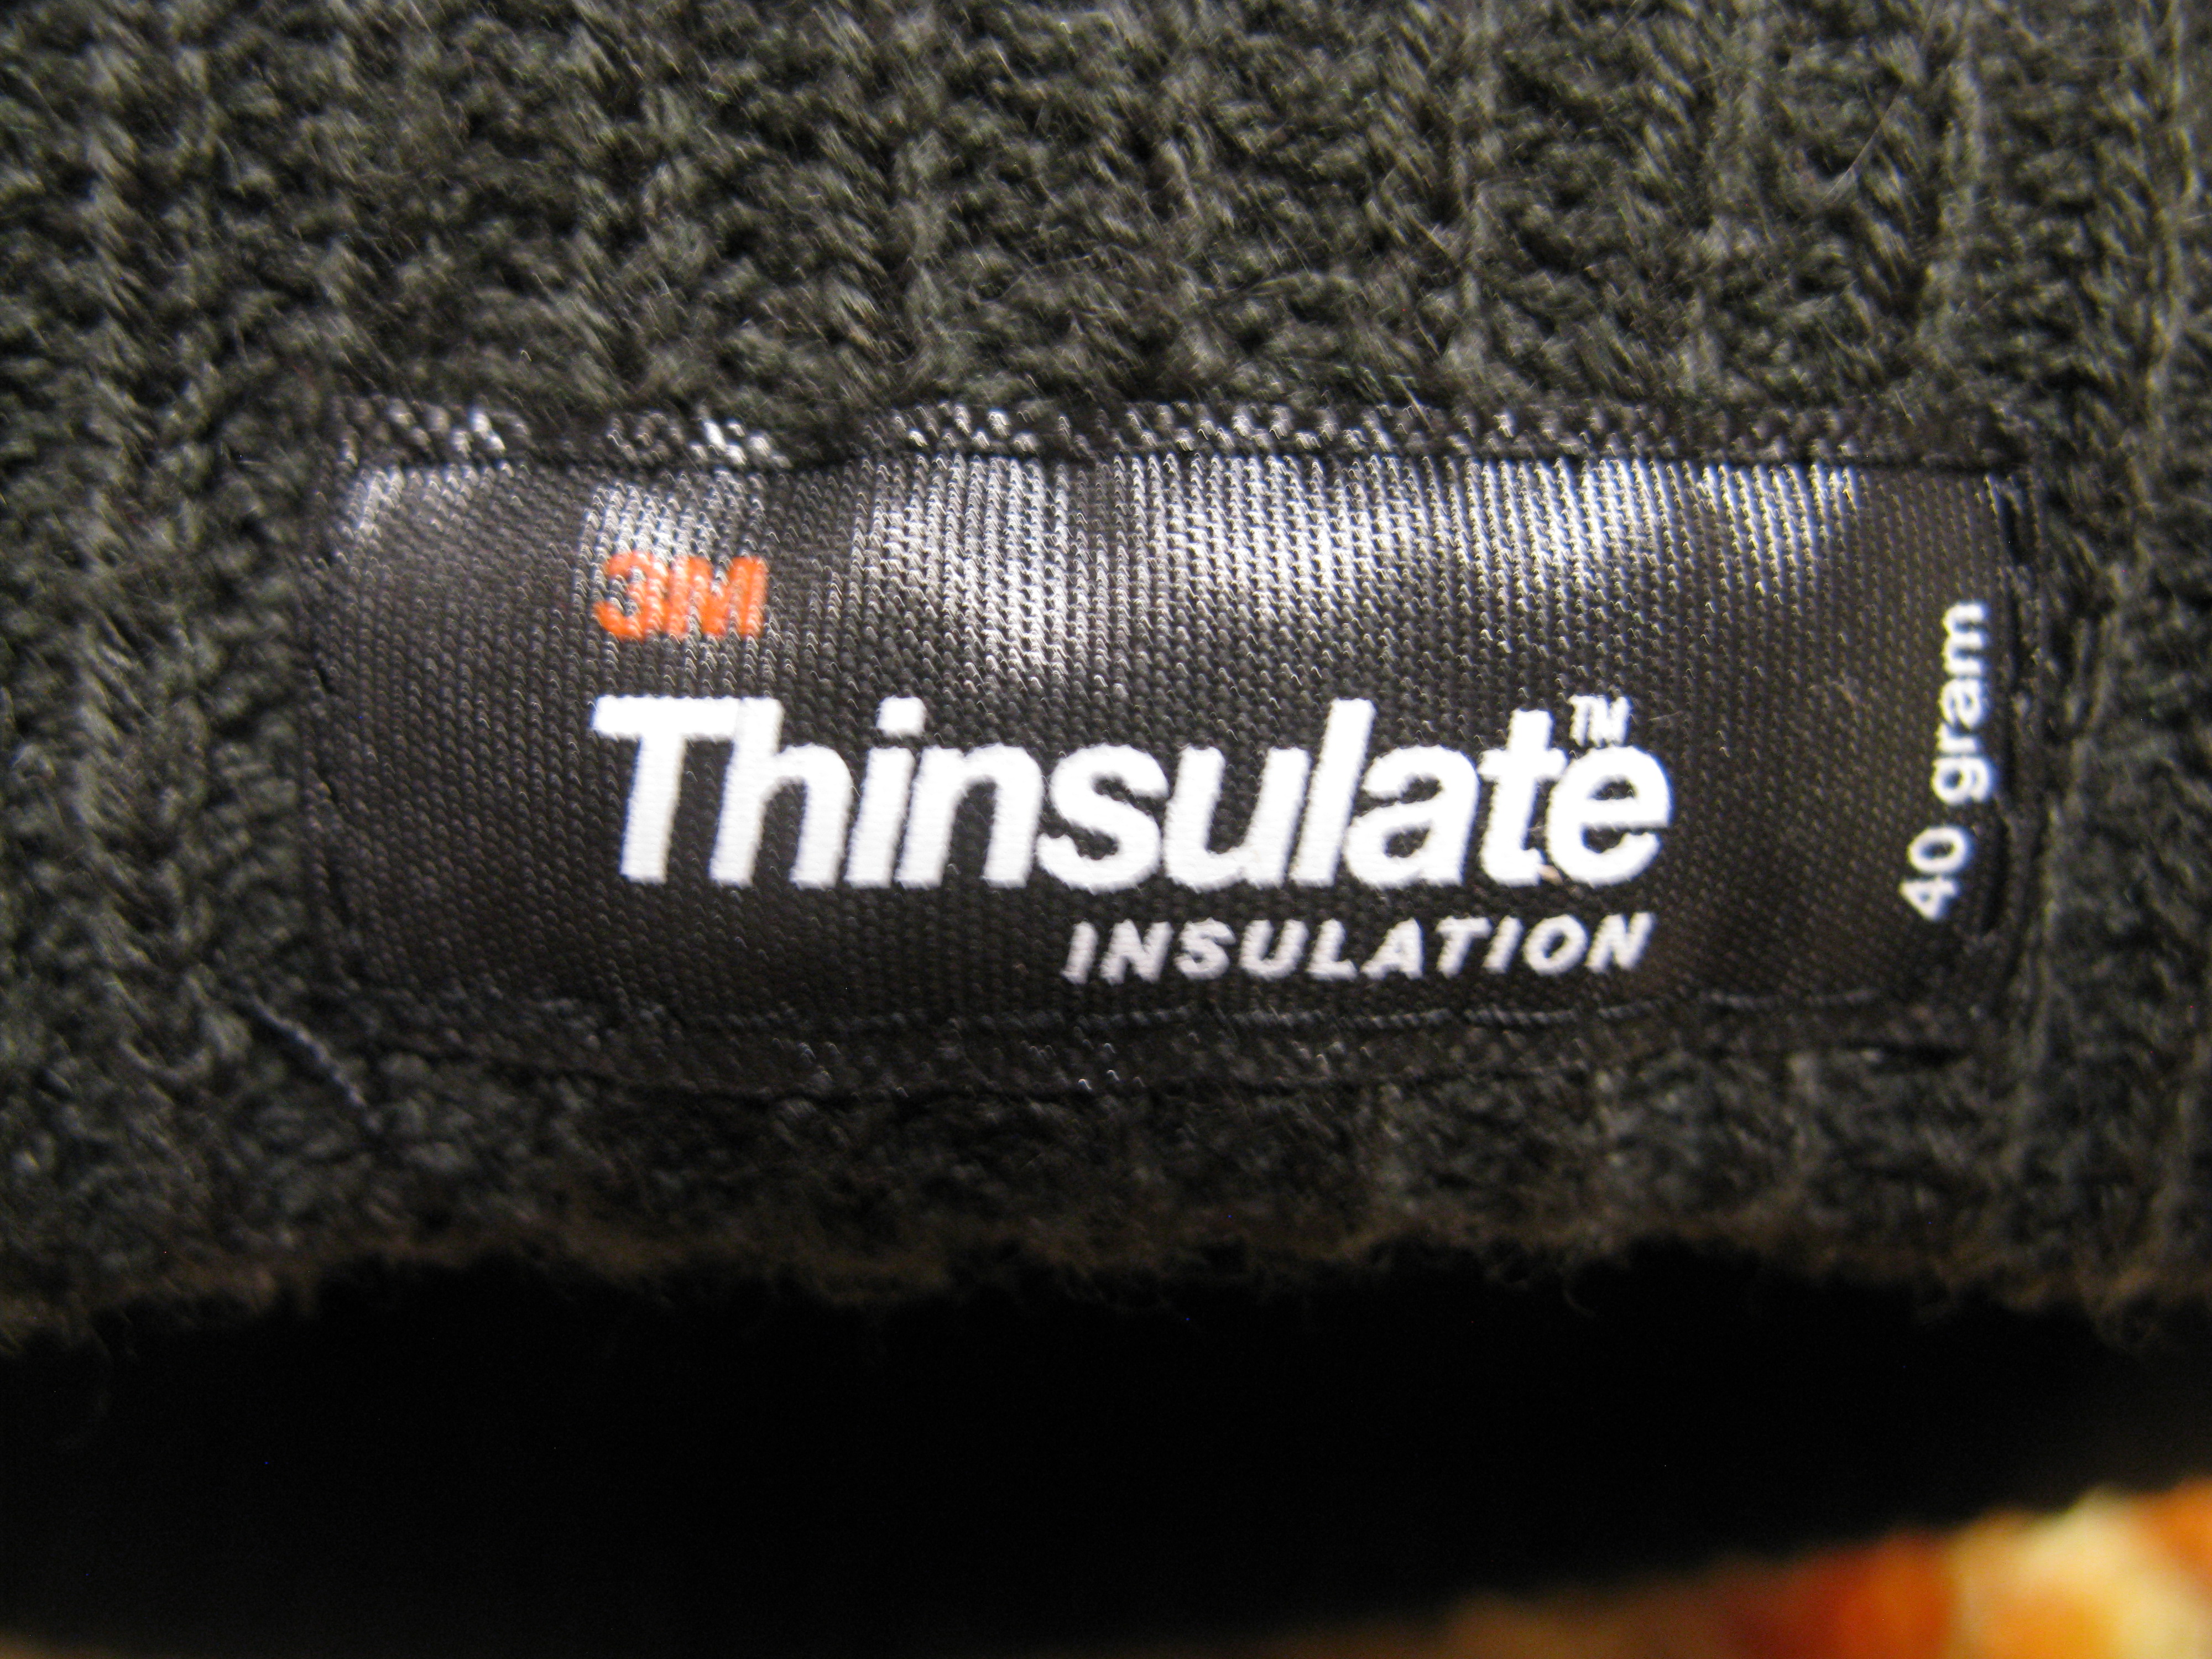 3M
Thinsulate™
INSULATION
40 gram